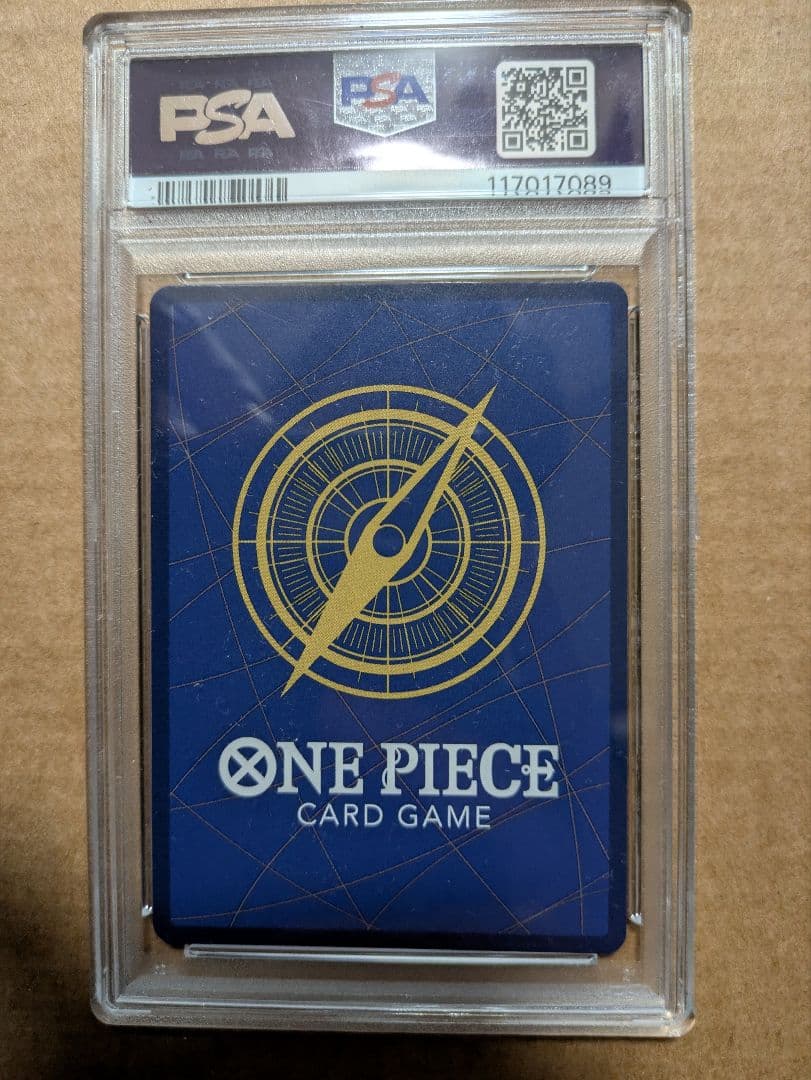 PSA
PSA
117017089
ONE PIECE
CARD GAME